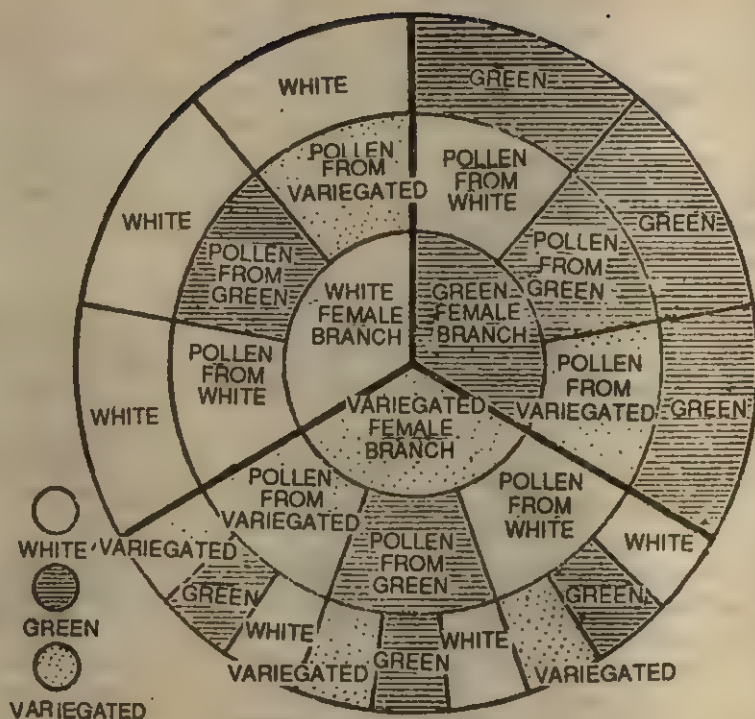 WHITE
GREEN
POLLEN
FROM
VARIEGATED
POLLEN
FROM
WHITE
WHITE
POLLEN
FROM
GREEN
POLLEN
FROM
GREEN
GREEN
WHITE
FEMALE
BRANCH
GREEN
FEMALE
BRANCH
WHITE
POLLEN
FROM
WHITE
POLLEN
FROM
VARIEGATED
GREEN
VARIEGATED
FEMALE
BRANCH
POLLEN
FROM
VARIEGATED
POLLEN
FROM
GREEN
POLLEN
FROM
WHITE
VARIEGATED
GREEN
WHITE
VARIEGATED
GREEN
WHITE
VARIEGATED
GREEN
WHITE
WHITE
GREEN
VARIEGATED